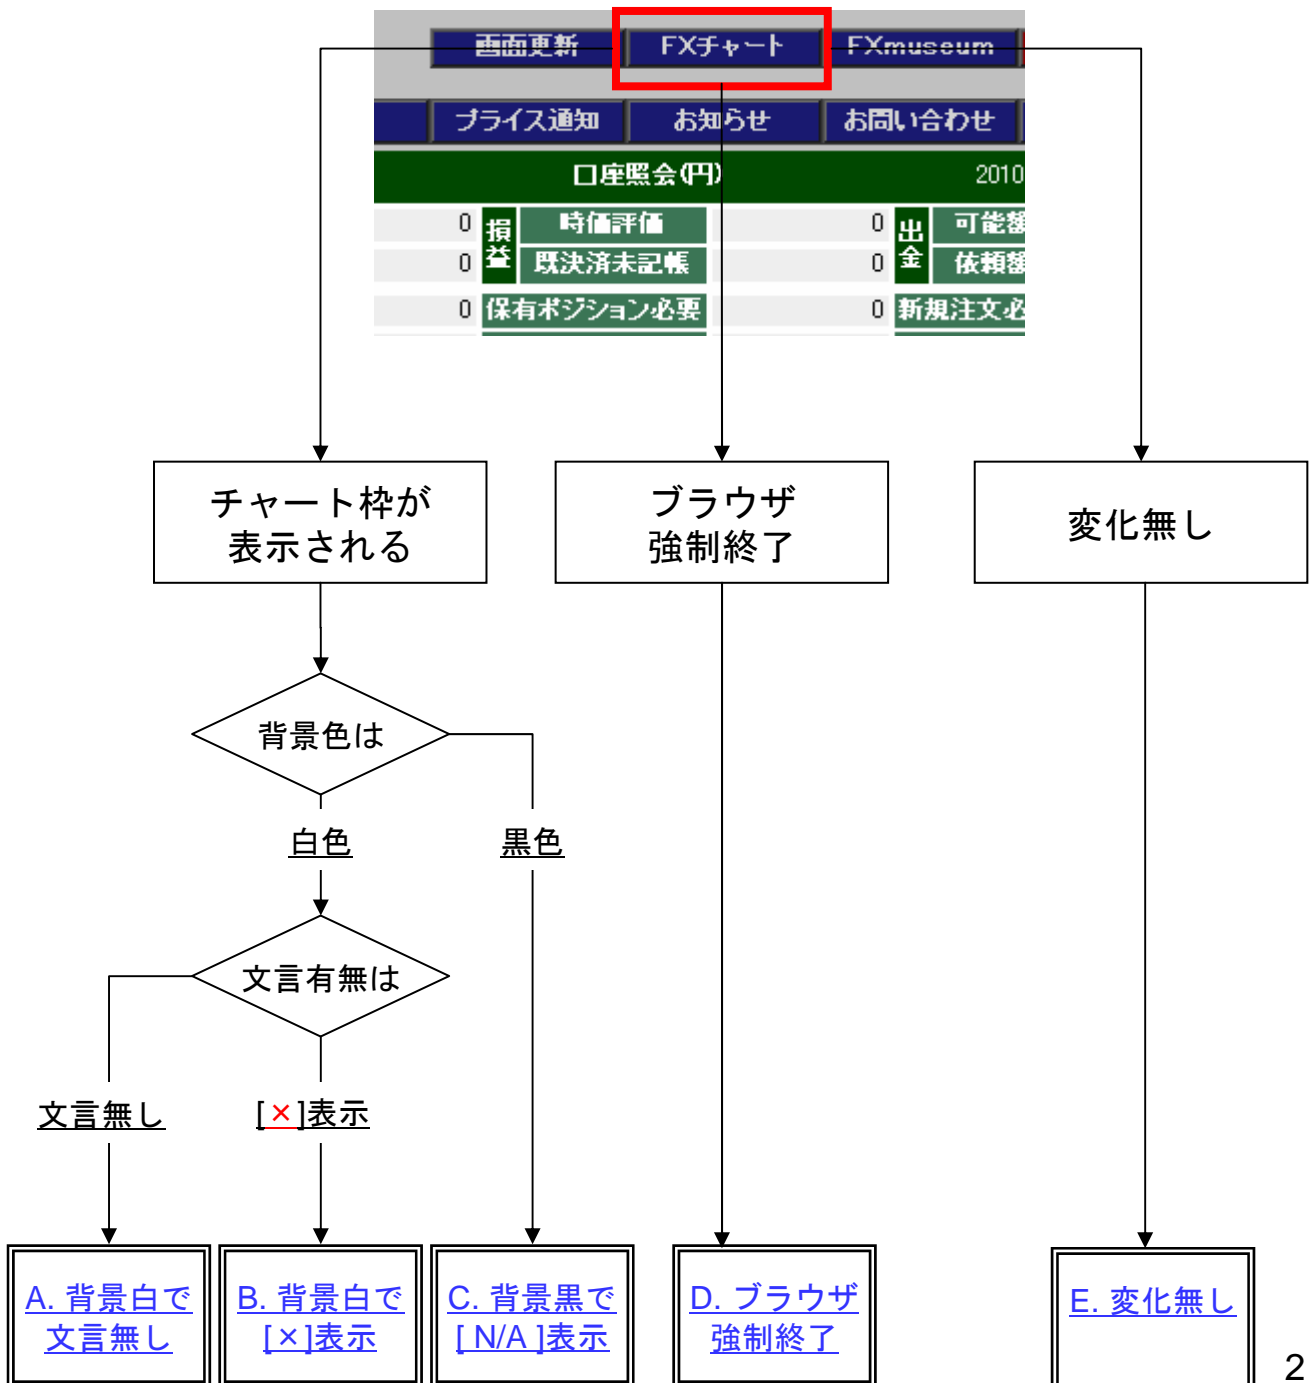 画面更新 FXチャート FXmuseum
プライス通知 お知らせ お問い合わせ
口座照会(円) 2010
0 損益 時価評価 0 出金 可能額
0 既決済未記帳 0 依頼額
0 保有ポジション必要 0 新規注文必
チャート枠が
表示される
ブラウザ
強制終了
変化無し
背景色は
白色 黒色
文言有無は
文言無し [×]表示
A. 背景白で
文言無し
B. 背景白で
[×]表示
C. 背景黒で
[ N/A ]表示
D. ブラウザ
強制終了
E. 変化無し
2